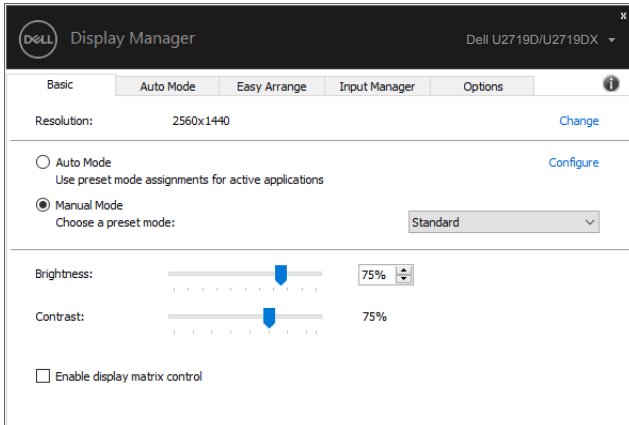 x
DELL Display Manager Dell U2719D/U2719DX
Basic Auto Mode Easy Arrange Input Manager Options i
Resolution: 2560x1440 Change
Auto Mode Configure
Use preset mode assignments for active applications
Manual Mode
Choose a preset mode: Standard
Brightness: 75%
Contrast: 75%
Enable display matrix control